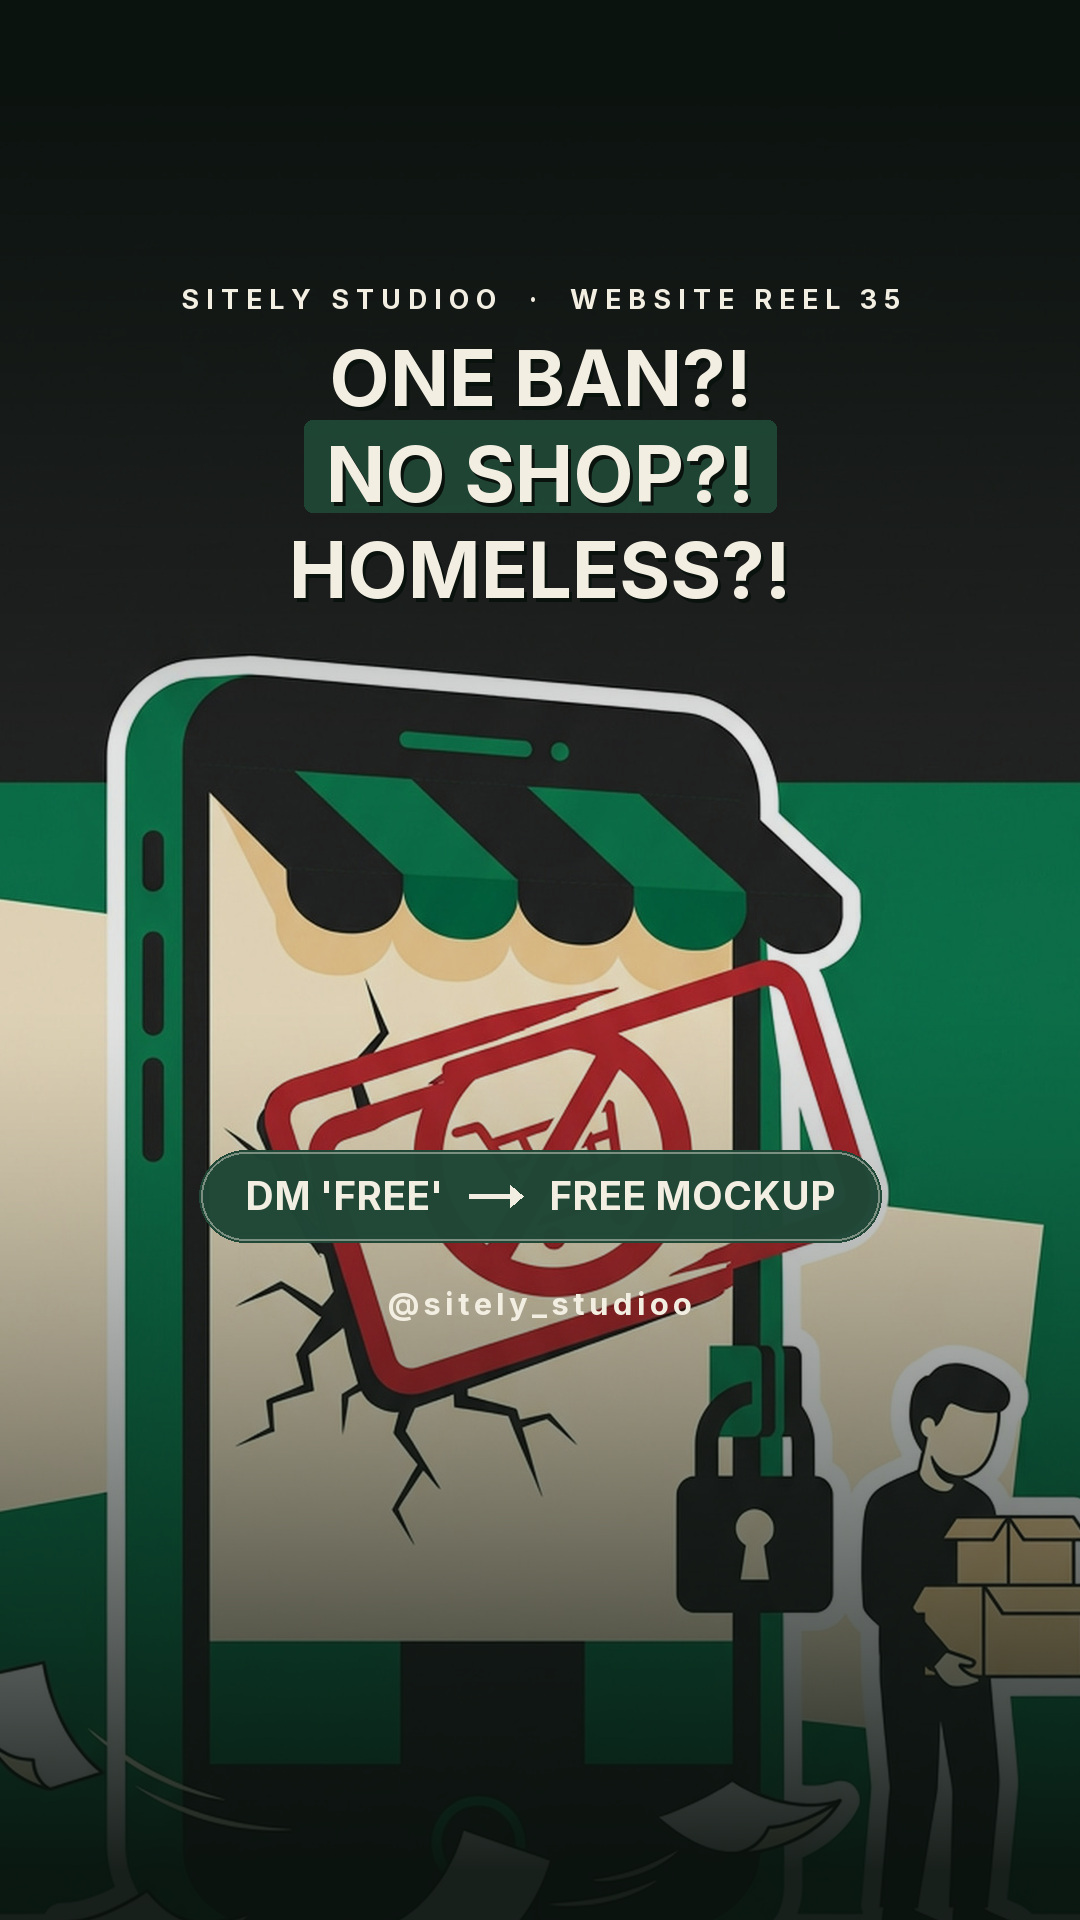 SITELY STUDIOO · WEBSITE REEL 35
ONE BAN?!
NO SHOP?!
HOMELESS?!
DM 'FREE' → FREE MOCKUP
@sitely_studioo